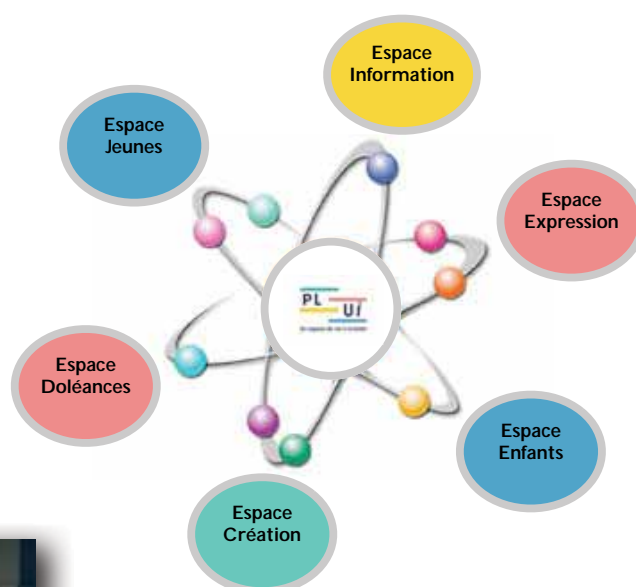 Espace
Information
Espace
Jeunes
Espace
Expression
PL
Ui
Espace
Doléances
Espace
Enfants
Espace
Création